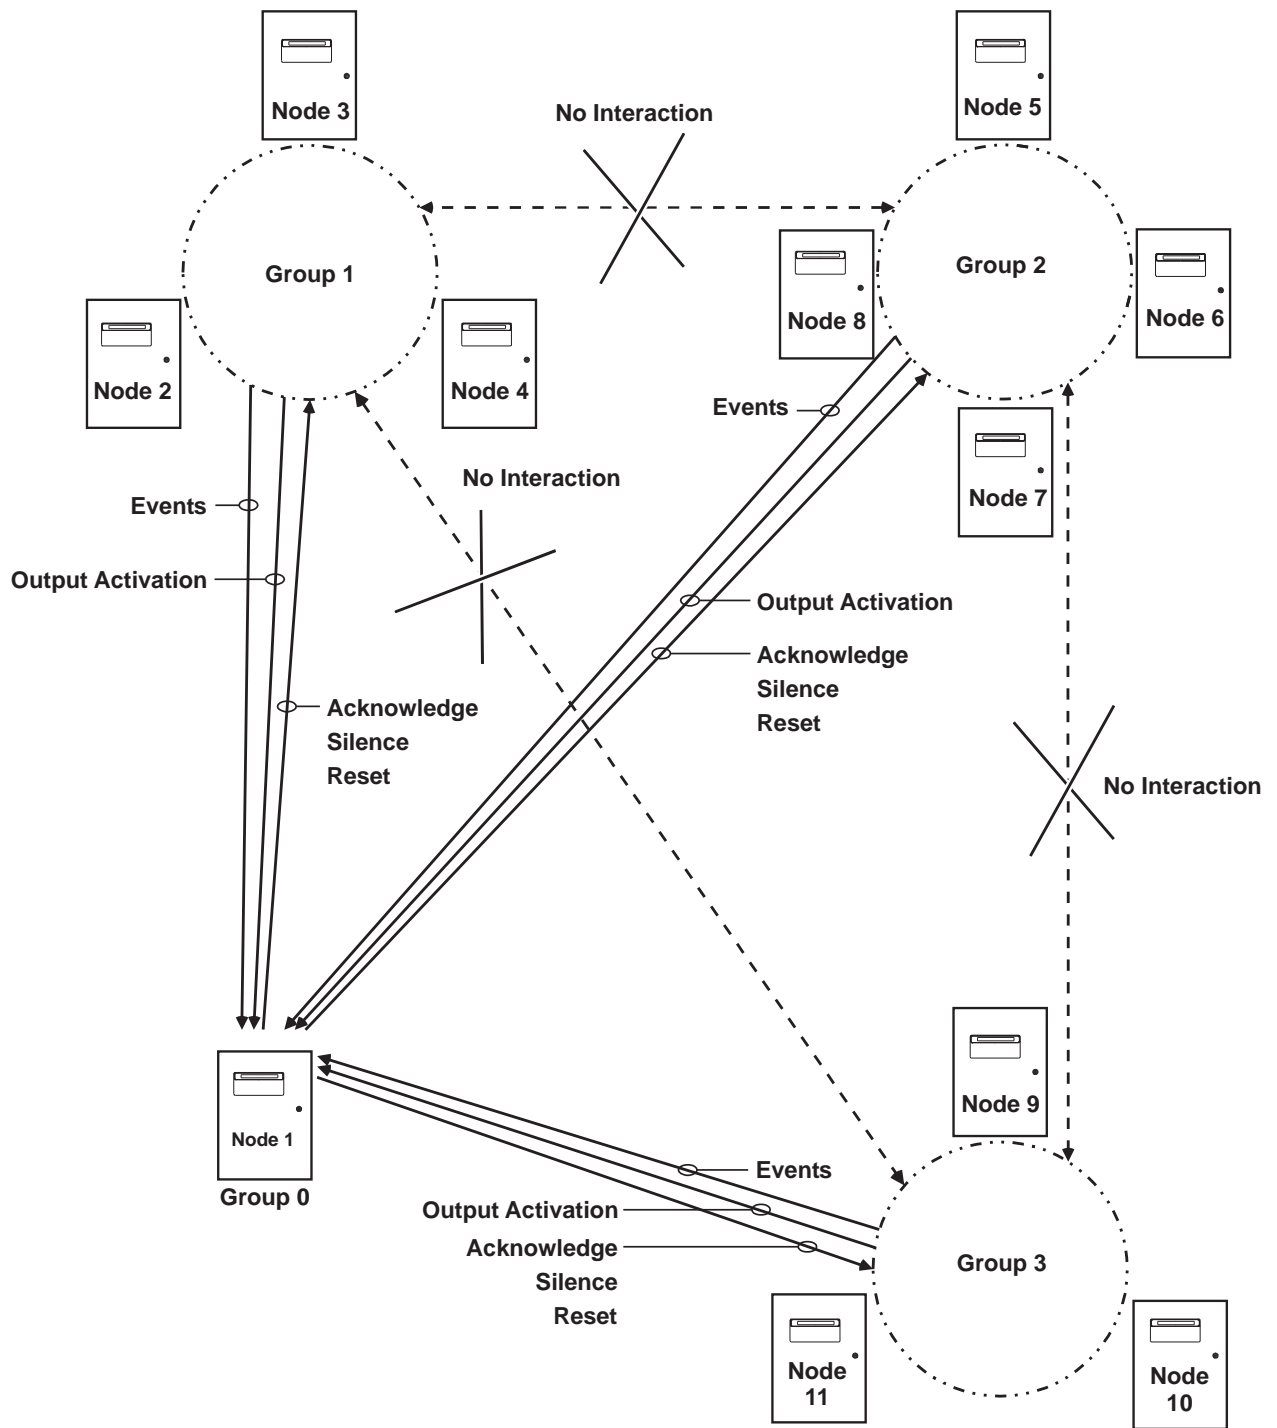 Node 3
Node 5
No Interaction
Group 1
Group 2
Node 8
Node 6
Node 2
Node 4
Events
No Interaction
Node 7
Events
Output Activation
Output Activation
Acknowledge
Silence
Reset
Acknowledge
Silence
Reset
No Interaction
Node 9
Node 1
Group 0
Events
Output Activation
Acknowledge
Silence
Reset
Group 3
Node
11
Node
10